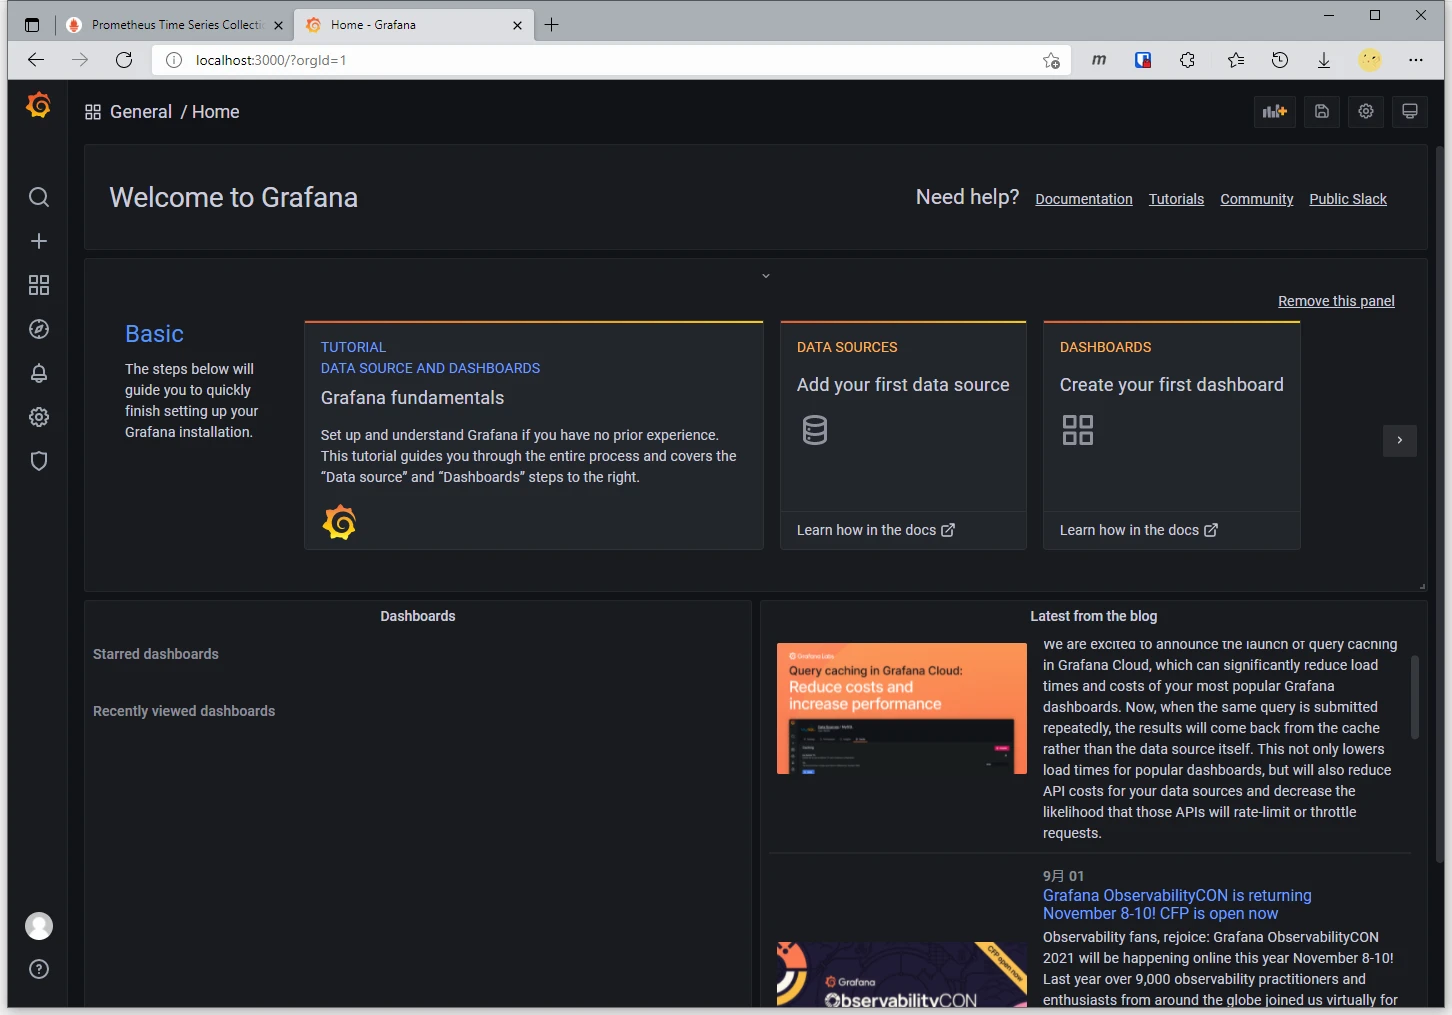 Prometheus Time Series Collecti
Home - Grafana
localhost:3000/?orgId=1
General / Home
Welcome to Grafana
Need help? Documentation Tutorials Community Public Slack
Remove this panel
Basic
The steps below will
guide you to quickly
finish setting up your
Grafana installation.
TUTORIAL
DATA SOURCE AND DASHBOARDS
Grafana fundamentals
Set up and understand Grafana if you have no prior experience.
This tutorial guides you through the entire process and covers the
“Data source” and “Dashboards” steps to the right.
DATA SOURCES
Add your first data source
Learn how in the docs
DASHBOARDS
Create your first dashboard
Learn how in the docs
Dashboards
Starred dashboards
Recently viewed dashboards
Latest from the blog
Grafana Labs
Query caching in Grafana Cloud:
Reduce costs and
increase performance
We are excited to announce the launch of query caching
in Grafana Cloud, which can significantly reduce load
times and costs of your most popular Grafana
dashboards. Now, when the same query is submitted
repeatedly, the results will come back from the cache
rather than the data source itself. This not only lowers
load times for popular dashboards, but will also reduce
API costs for your data sources and decrease the
likelihood that those APIs will rate-limit or throttle
requests.
9月 01
Grafana ObservabilityCON is returning
November 8-10! CFP is open now
Observability fans, rejoice: Grafana ObservabilityCON
2021 will be happening online this year November 8-10!
Last year over 9,000 observability practitioners and
enthusiasts from around the globe joined us virtually for
CFP open now
Grafana
ObservabilityCON